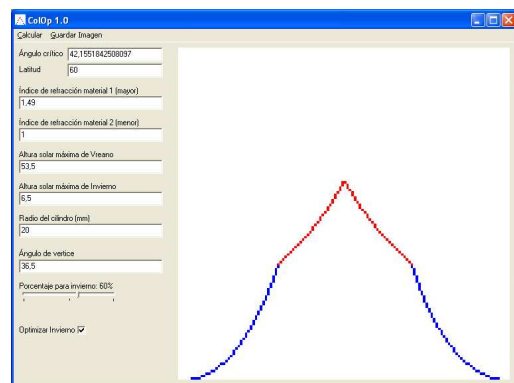 ColOp 1.0
Calcular Guardar Imagen
Ángulo crítico 42,1551842508097
Latitud 60
Índice de refracción material 1 (mayor)
1,49
Índice de refracción material 2 (menor)
1
Altura solar máxima de Vreano
53,5
Altura solar máxima de Invierno
6,5
Radio del cilindro (mm)
20
Ángulo de vertice
36,5
Porcentaje para invierno: 60%
Optimizar Invierno